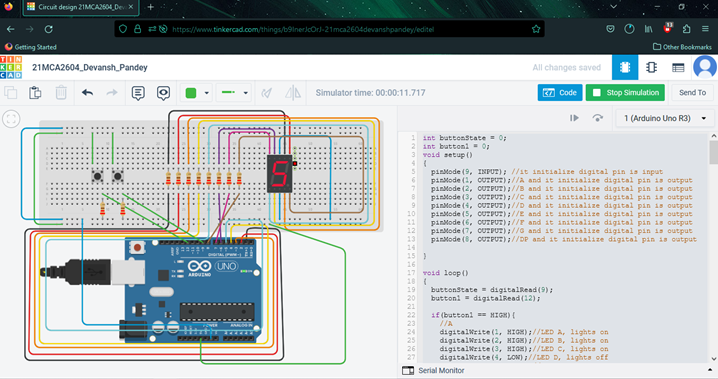 Circuit design 21MCA2604_Dev
https://www.tinkercad.com/things/b9lnerJcOrJ-21mca2604devanshpandey/editel
13
Getting Started
Other Bookmarks
TIN
KER
CAD
21MCA2604_Devansh_Pandey
All changes saved
Simulator time: 00:00:11.717
Code
Stop Simulation
Send To
1 (Arduino Uno R3)
1 int buttonState = 0;
2 int button1 = 0;
3 void setup()
4 {
5 pinMode(9, INPUT); //it initialize digital pin is input
6 pinMode(1, OUTPUT);//A and it initialize digital pin is output
7 pinMode(2, OUTPUT);//B and it initialize digital pin is output
8 pinMode(3, OUTPUT);//C and it initialize digital pin is output
9 pinMode(4, OUTPUT);//D and it initialize digital pin is output
10 pinMode(5, OUTPUT);//E and it initialize digital pin is output
11 pinMode(6, OUTPUT);//F and it initialize digital pin is output
12 pinMode(7, OUTPUT);//G and it initialize digital pin is output
13 pinMode(8, OUTPUT);//DP and it initialize digital pin is output
14
15 }
16
17 void loop()
18 {
19 buttonState = digitalRead(9);
20 button1 = digitalRead(12);
21
22 if(button1 == HIGH){
23 //A
24 digitalWrite(1, HIGH);//LED A, lights on
25 digitalWrite(2, HIGH);//LED B, lights on
26 digitalWrite(3, HIGH);//LED C, lights on
27 digitalWrite(4, LOW);//LED D, lights off
5
DIGITAL (PWM~)
UNO
ARDUINO
POWER
ANALOG IN
Serial Monitor